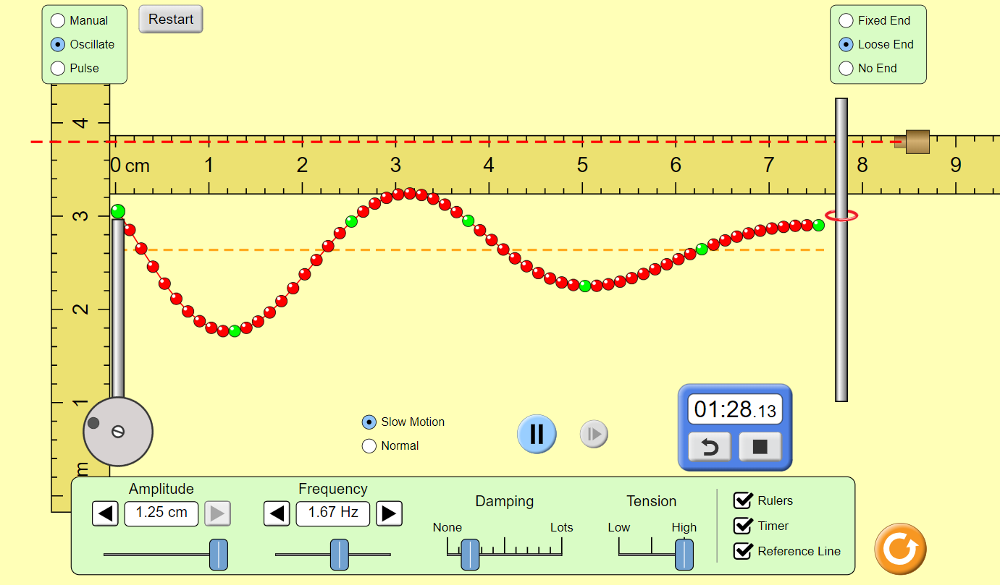 Manual
Oscillate
Pulse
Restart
Fixed End
Loose End
No End
4
3
2
1
m
0 cm 1 2 3 4 5 6 7 8 9
Slow Motion
Normal
01:28.13
Amplitude
1.25 cm
Frequency
1.67 Hz
Damping
None Lots
Tension
Low High
Rulers
Timer
Reference Line